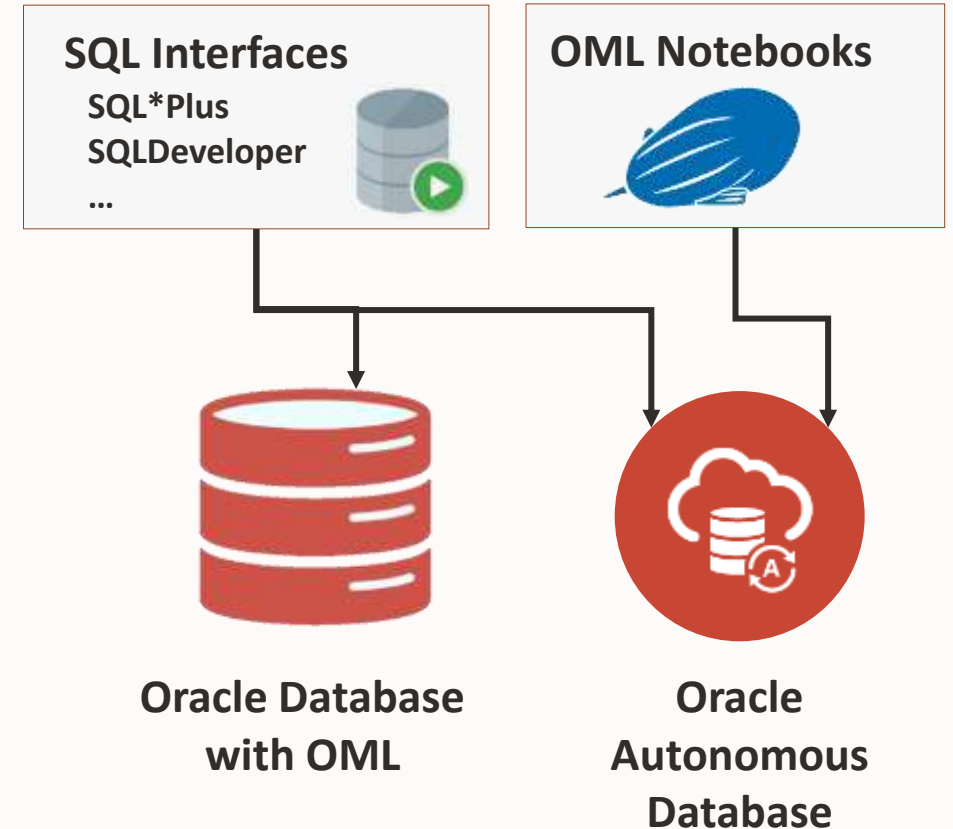 SQL Interfaces
SQL*Plus
SQLDeveloper
...
OML Notebooks
A
Oracle Database
with OML
Oracle
Autonomous
Database